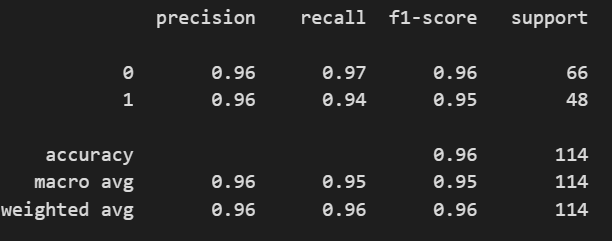 precision recall f1-score support
0 0.96 0.97 0.96 66
1 0.96 0.94 0.95 48
accuracy 0.96 114
macro avg 0.96 0.95 0.95 114
weighted avg 0.96 0.96 0.96 114